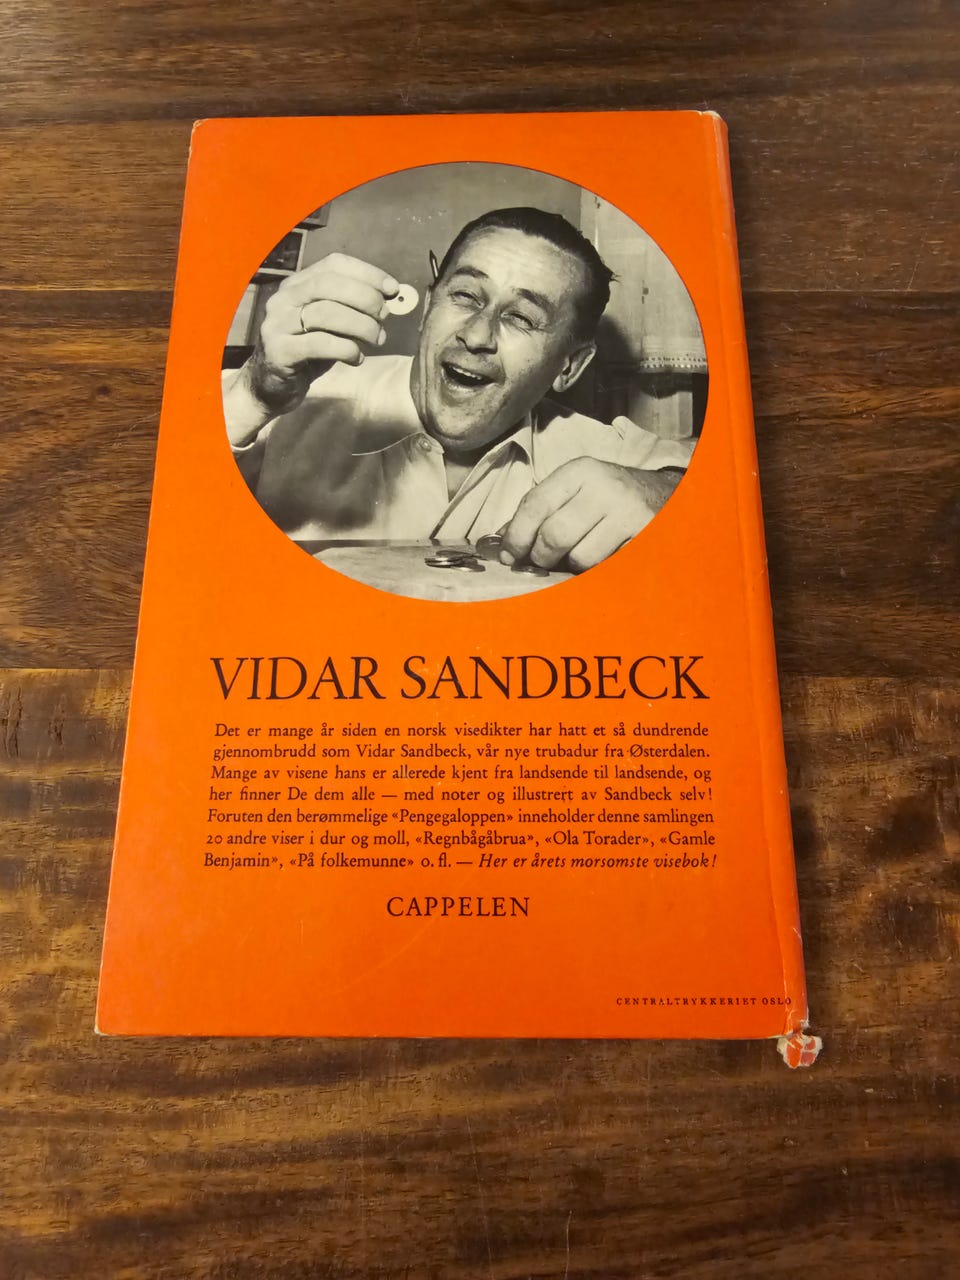 VIDAR SANDBECK
Det er mange år siden en norsk visedikter har hatt et så dundrende
gjennombrudd som Vidar Sandbeck, vår nye trubadur fra Østerdalen.
Mange av visene hans er allerede kjent fra landsende til landsende, og
her finner De dem alle — med noter og illustrert av Sandbeck selv!
Foruten den berømmelige «Pengegaloppen» inneholder denne samlingen
20 andre viser i dur og moll, «Regnbågåbrua», «Ola Torader», «Gamle
Benjamin», «På folkemunne» o. fl. — Her er årets morsomste visebok!
CAPPELEN
CENTRALTRYKKERIET OSLO